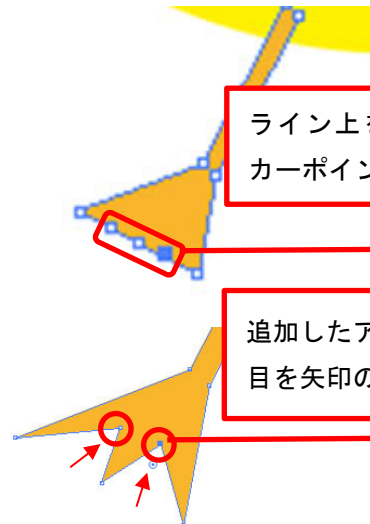 ライン上を
カーポイン
追加したア
目を矢印の